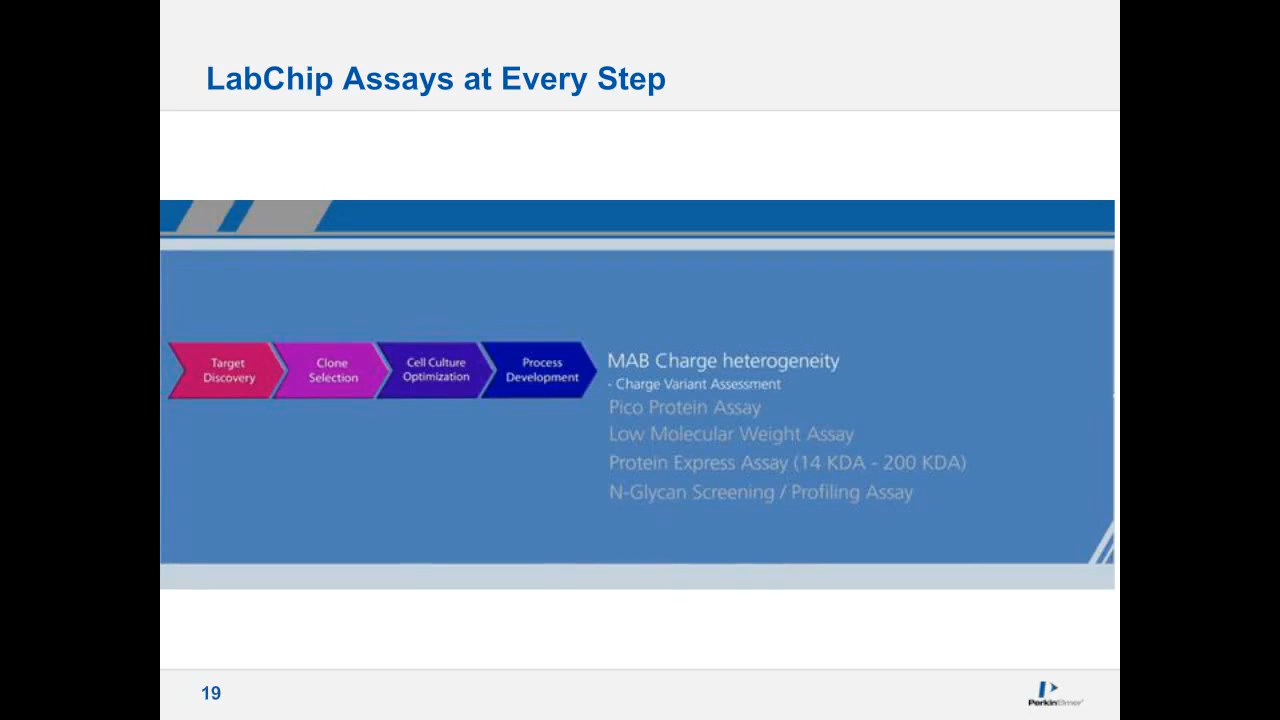 LabChip Assays at Every Step
Target
Discovery
Clone
Selection
Cell Culture
Optimization
Process
Development
MAB Charge heterogeneity
- Charge Variant Assessment
Pico Protein Assay
Low Molecular Weight Assay
Protein Express Assay (14 KDA - 200 KDA)
N-Glycan Screening / Profiling Assay
19
PerkinElmer